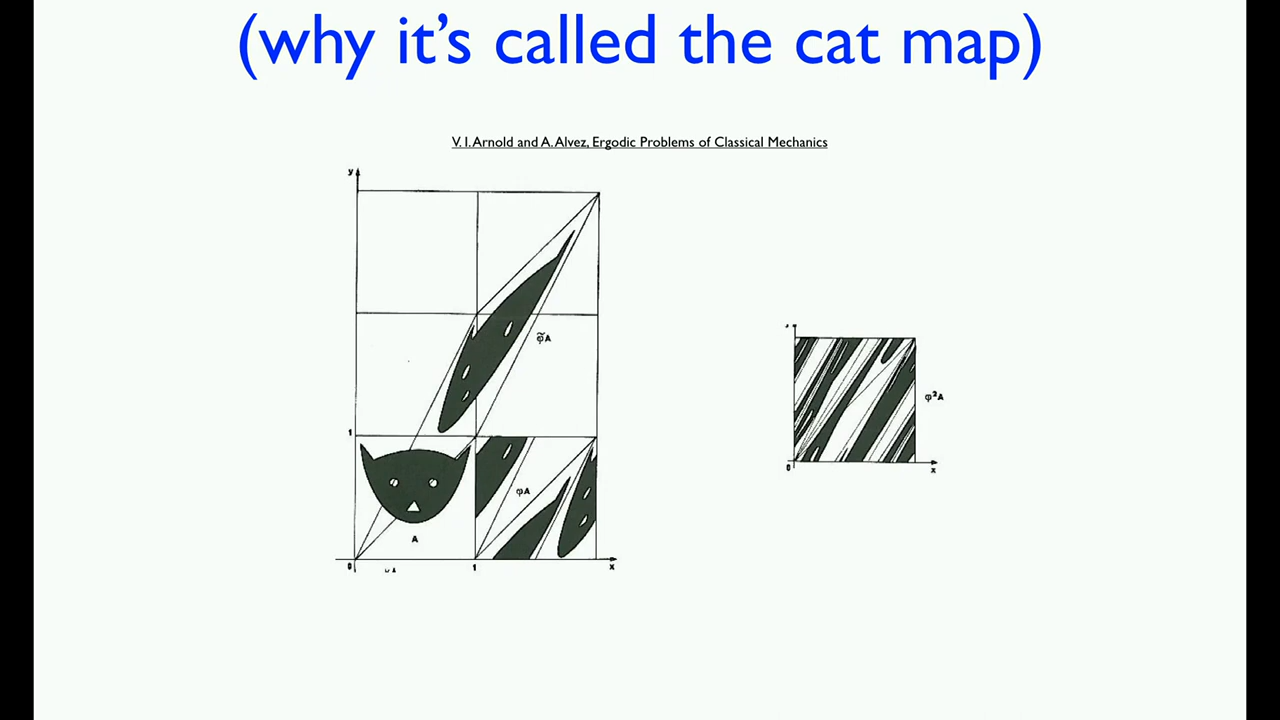 (why it's called the cat map)
V. I. Arnold and A. Alvez, Ergodic Problems of Classical Mechanics
y
φ̃A
1
φA
A
0
1
x
φ²A
0
x